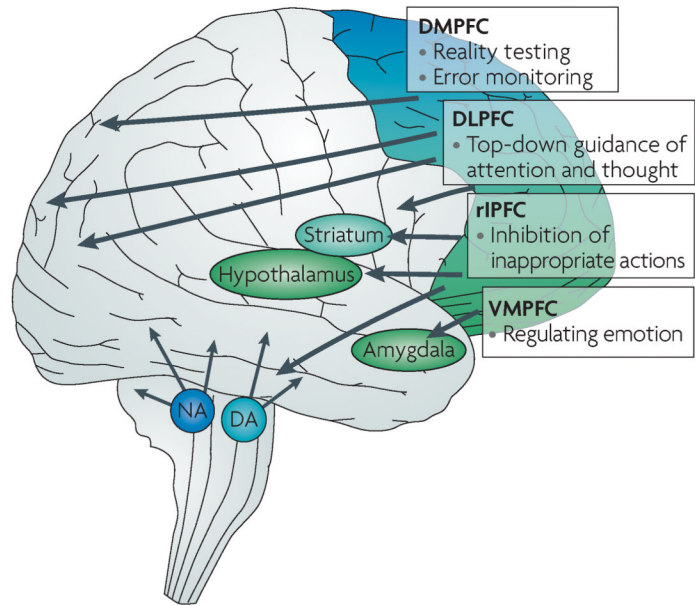 DMPFC
• Reality testing
• Error monitoring
DLPFC
• Top-down guidance of
attention and thought
rIPFC
• Inhibition of
inappropriate actions
VMPFC
• Regulating emotion
Striatum
Hypothalamus
Amygdala
NA
DA